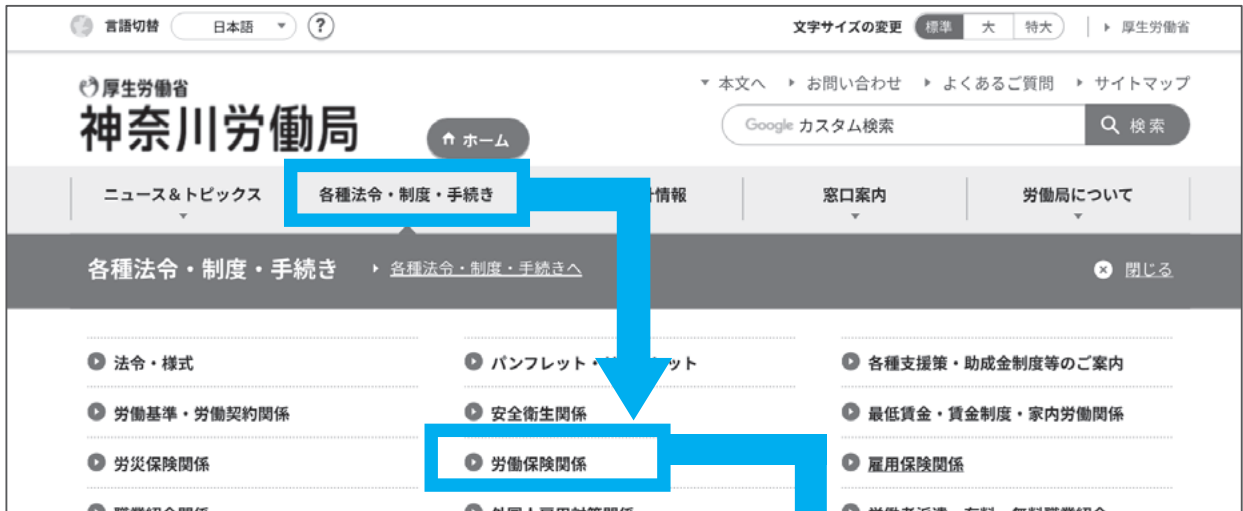 言語切替 日本語 ? 文字サイズの変更 標準 大 特大 厚生労働省
厚生労働省 本文へ お問い合わせ よくあるご質問 サイトマップ
神奈川労働局 ホーム Google カスタム検索 検索
ニュース&トピックス 各種法令・制度・手続き 情報 窓口案内 労働局について
各種法令・制度・手続き 各種法令・制度・手続きへ 閉じる
法令・様式 パンフレット・ ット 各種支援策・助成金制度等のご案内
労働基準・労働契約関係 安全衛生関係 最低賃金・賃金制度・家内労働関係
労災保険関係 労働保険関係 雇用保険関係